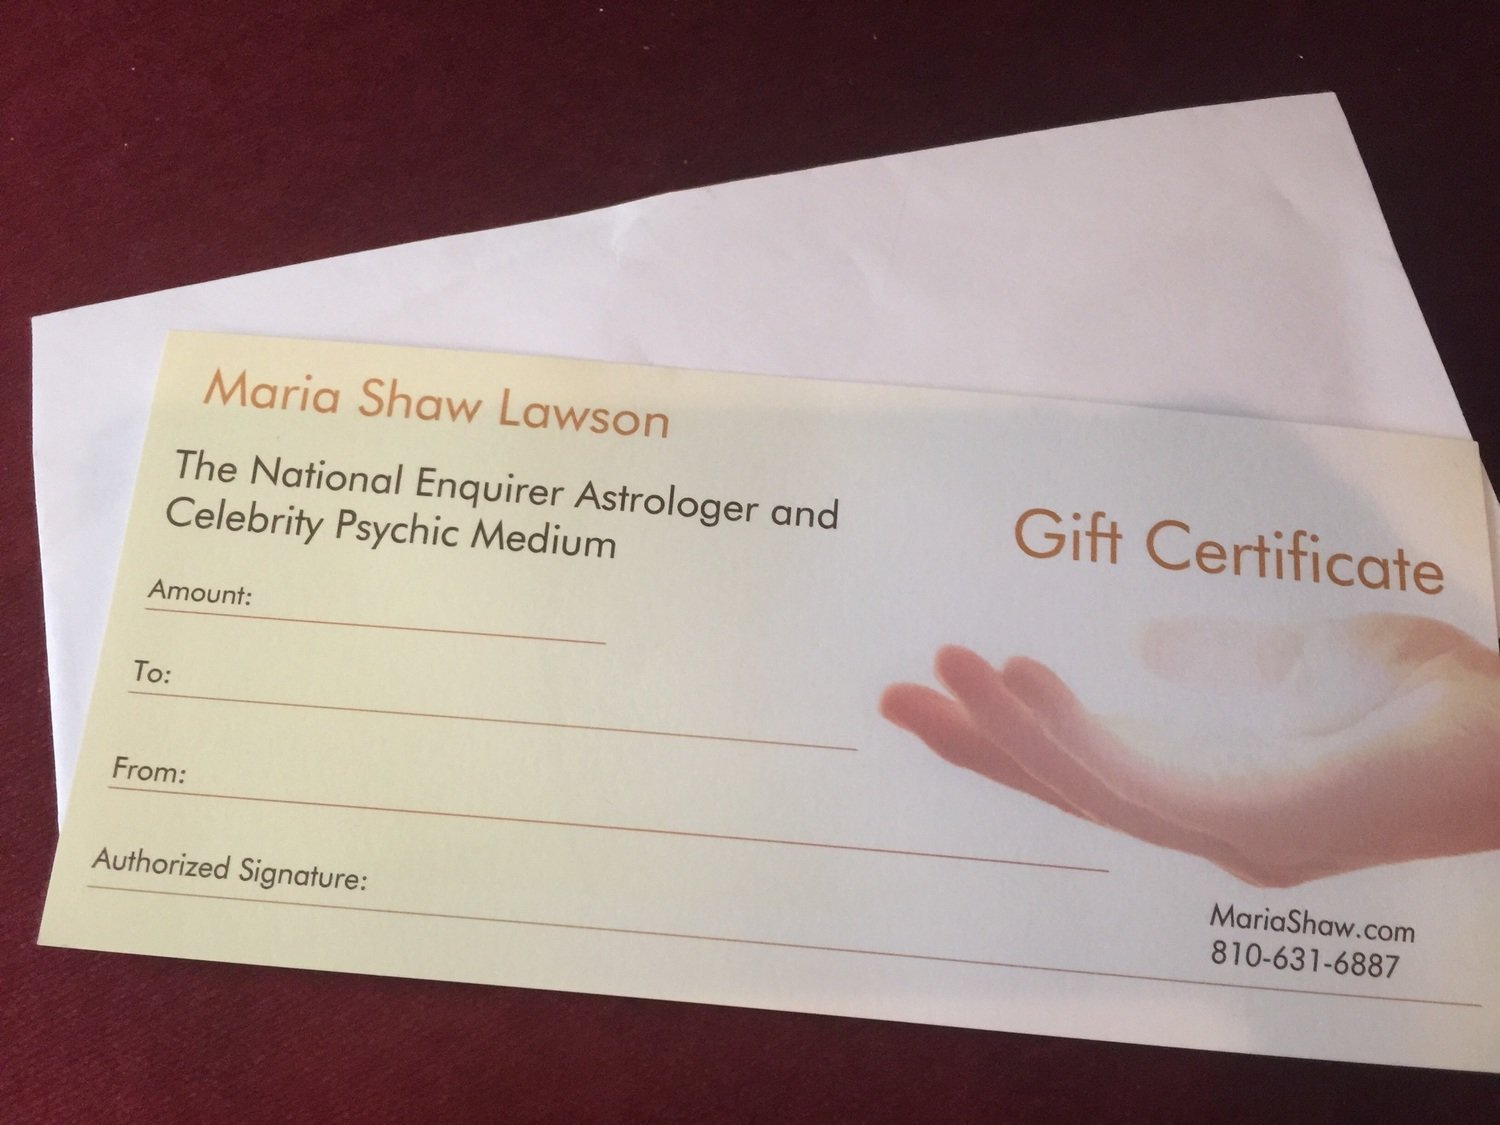 Maria Shaw Lawson
The National Enquirer Astrologer and
Celebrity Psychic Medium
Gift Certificate
Amount:
To:
From:
Authorized Signature:
MariaShaw.com
810-631-6887